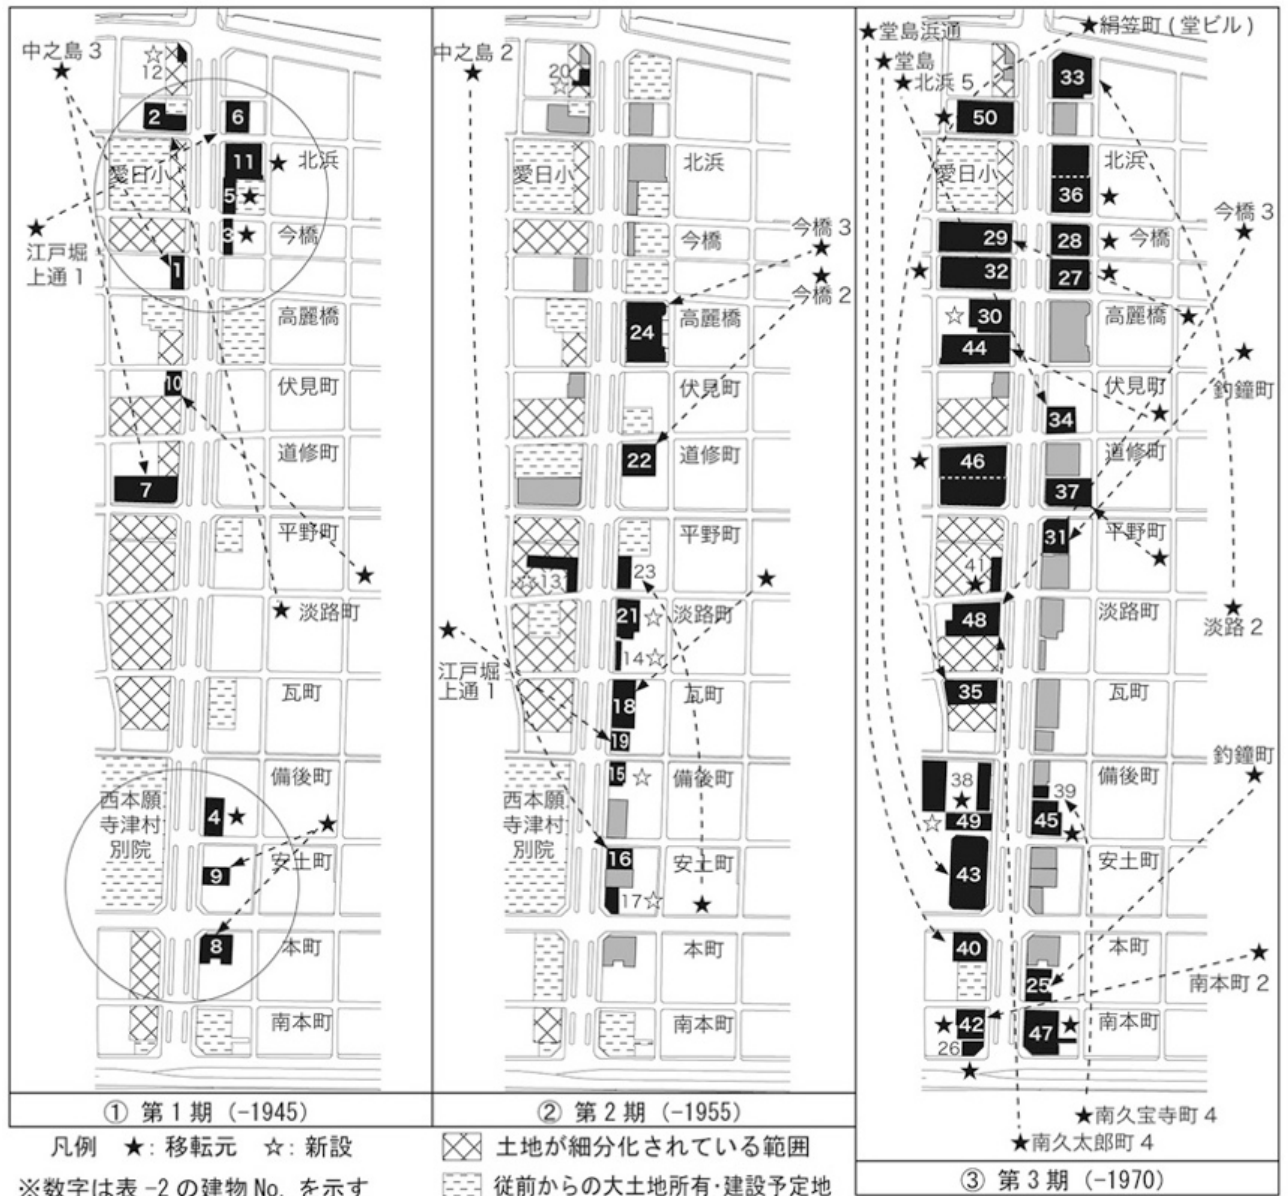 中之島 3
☆
12
2
6
11
★
北浜
愛日小
5
★
3
★
今橋
★
江戸堀
上通 1
1
高麗橋
10
伏見町
道修町
7
平野町
★
★
淡路町
瓦町
備後町
西本願
寺津村
別院
4
★
★
安土町
9
8
本町
南本町
① 第 1 期 (-1945)
中之島 2
★
20
☆
北浜
愛日小
今橋
今橋 3
★
★
今橋 2
24
高麗橋
伏見町
22
道修町
平野町
☆13
23
★
21
☆
淡路町
★
14☆
江戸堀
上通 1
18
瓦町
19
15
☆
備後町
西本願
寺津村
別院
16
安土町
17☆
★
本町
南本町
② 第 2 期 (-1955)
★堂島浜通
★絹笠町 ( 堂ビル )
★堂島
★北浜 5
33
★
50
北浜
愛日小
36
★
今橋 3
★
29
28
★
今橋
★
32
27
★
☆
30
高麗橋
★
44
★
伏見町
★
釣鐘町
34
道修町
★
46
37
平野町
31
★
41
★
48
淡路町
★
淡路 2
35
瓦町
釣鐘町
★
備後町
38
★
39
☆
49
45
★
43
安土町
40
本町
★
25
南本町 2
★
42
47
★
南本町
26
★
★南久宝寺町 4
★南久太郎町 4
③ 第 3 期 (-1970)
凡例 ★: 移転元 ☆: 新設
土地が細分化されている範囲
※数字は表 -2 の建物 No. を示す
従前からの大土地所有・建設予定地